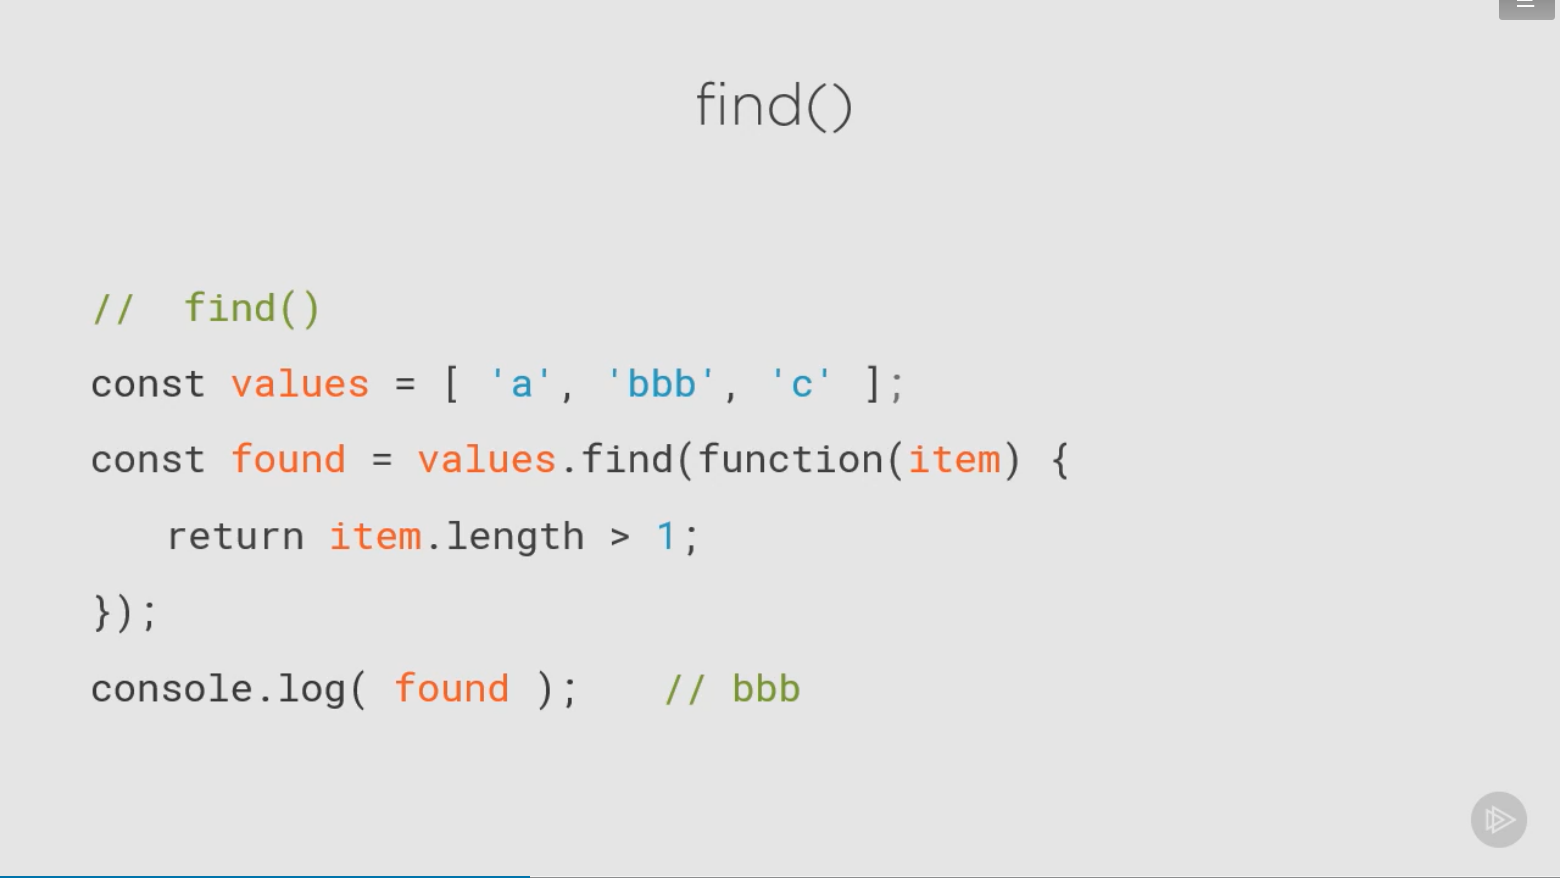 find()
//  find()
const values = [ 'a', 'bbb', 'c' ];
const found = values.find(function(item) {
   return item.length > 1;
});
console.log( found );   // bbb